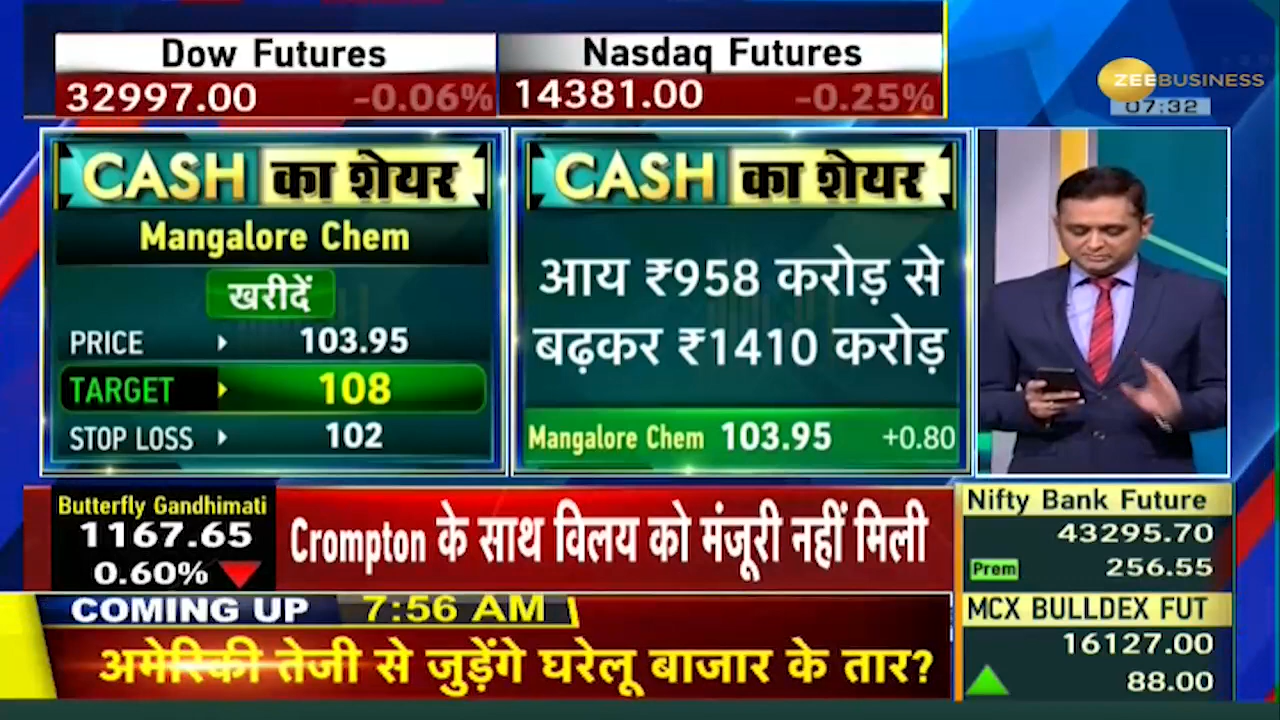 Dow Futures
32997.00 -0.06%
Nasdaq Futures
14381.00 -0.25%
ZEEBUSINESS
07:32
CASH का शेयर
Mangalore Chem
खरीदें
PRICE 103.95
TARGET 108
STOP LOSS 102
CASH का शेयर
आय ₹958 करोड़ से
बढ़कर ₹1410 करोड़
Mangalore Chem 103.95 +0.80
Butterfly Gandhimati
1167.65
0.60%
Crompton के साथ विलय को मंजूरी नहीं मिली
Nifty Bank Future
43295.70
Prem 256.55
MCX BULLDEX FUT
16127.00
88.00
COMING UP 7:56 AM
अमेरिकी तेजी से जुड़ेंगे घरेलू बाजार के तार?